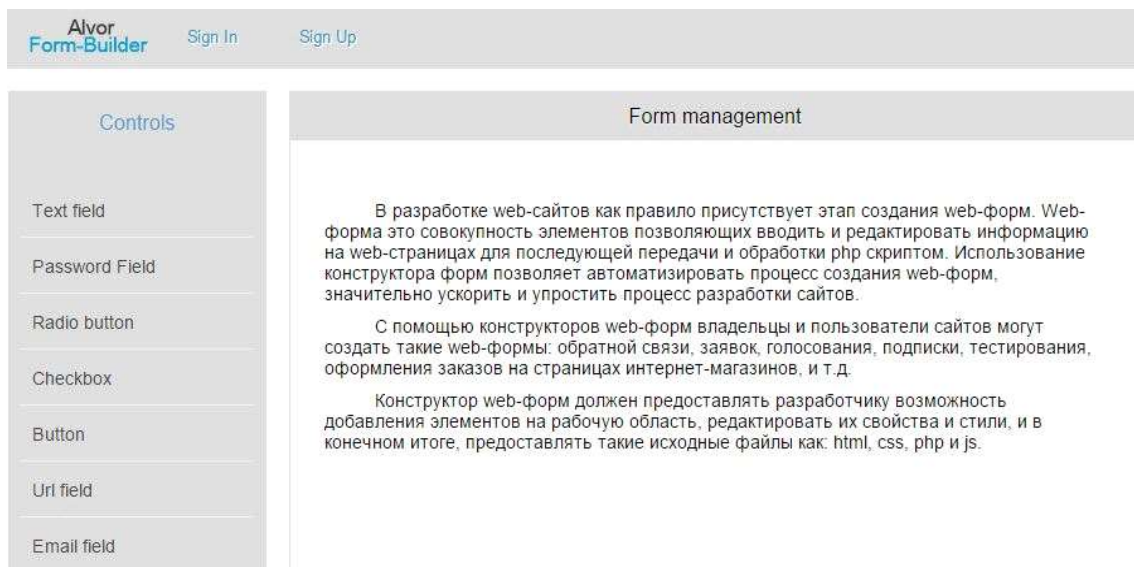 Alvor
Form-Builder
Sign In
Sign Up
Controls
Text field
Password Field
Radio button
Checkbox
Button
Url field
Email field
Form management
В разработке web-сайтов как правило присутствует этап создания web-форм. Web-
форма это совокупность элементов позволяющих вводить и редактировать информацию
на web-страницах для последующей передачи и обработки php скриптом. Использование
конструктора форм позволяет автоматизировать процесс создания web-форм,
значительно ускорить и упростить процесс разработки сайтов.
С помощью конструкторов web-форм владельцы и пользователи сайтов могут
создать такие web-формы: обратной связи, заявок, голосования, подписки, тестирования,
оформления заказов на страницах интернет-магазинов, и т.д.
Конструктор web-форм должен предоставлять разработчику возможность
добавления элементов на рабочую область, редактировать их свойства и стили, и в
конечном итоге, предоставлять такие исходные файлы как: html, css, php и js.